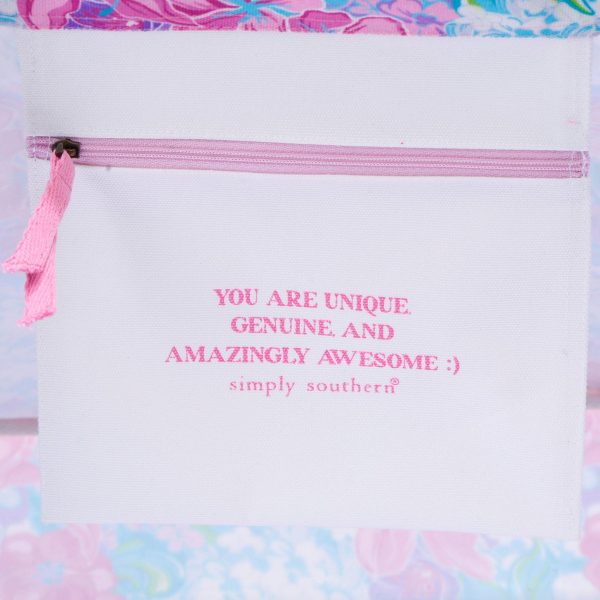 YOU ARE UNIQUE,
GENUINE, AND
AMAZINGLY AWESOME :)
simply southern®